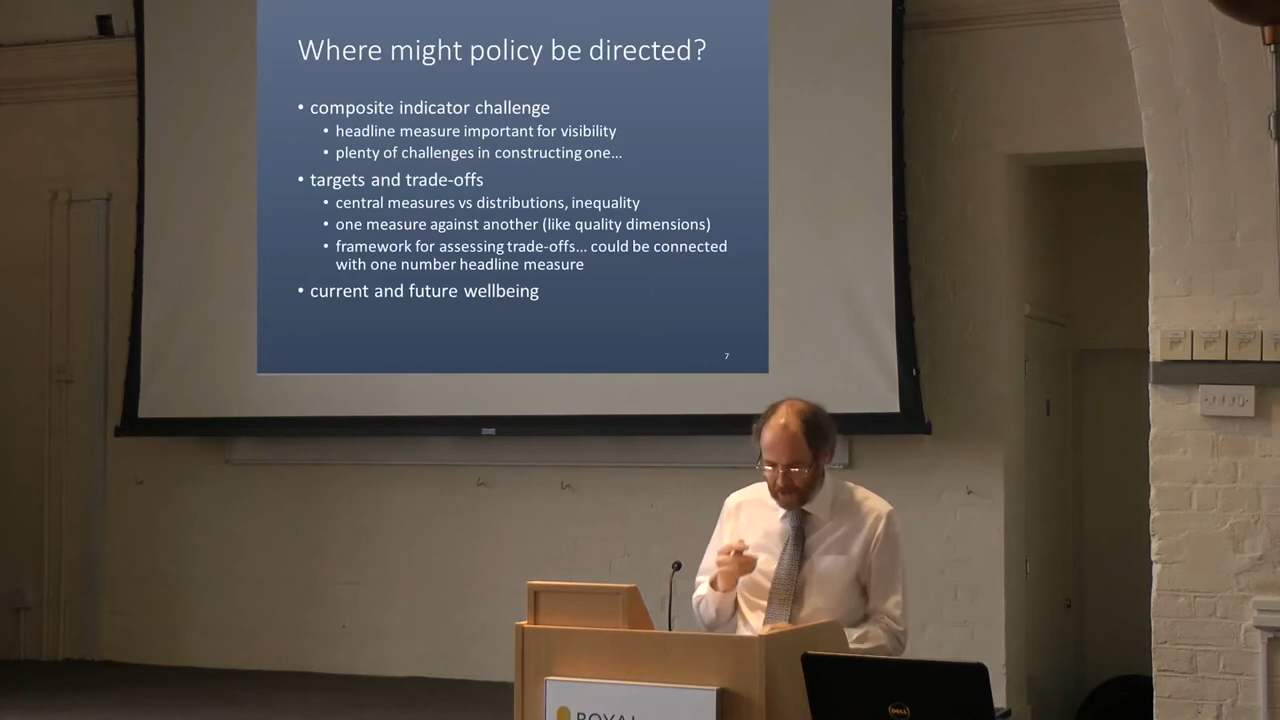 Where might policy be directed?
• composite indicator challenge
• headline measure important for visibility
• plenty of challenges in constructing one…
• targets and trade-offs
• central measures vs distributions, inequality
• one measure against another (like quality dimensions)
• framework for assessing trade-offs… could be connected
with one number headline measure
• current and future wellbeing
7
ROYAL
DELL